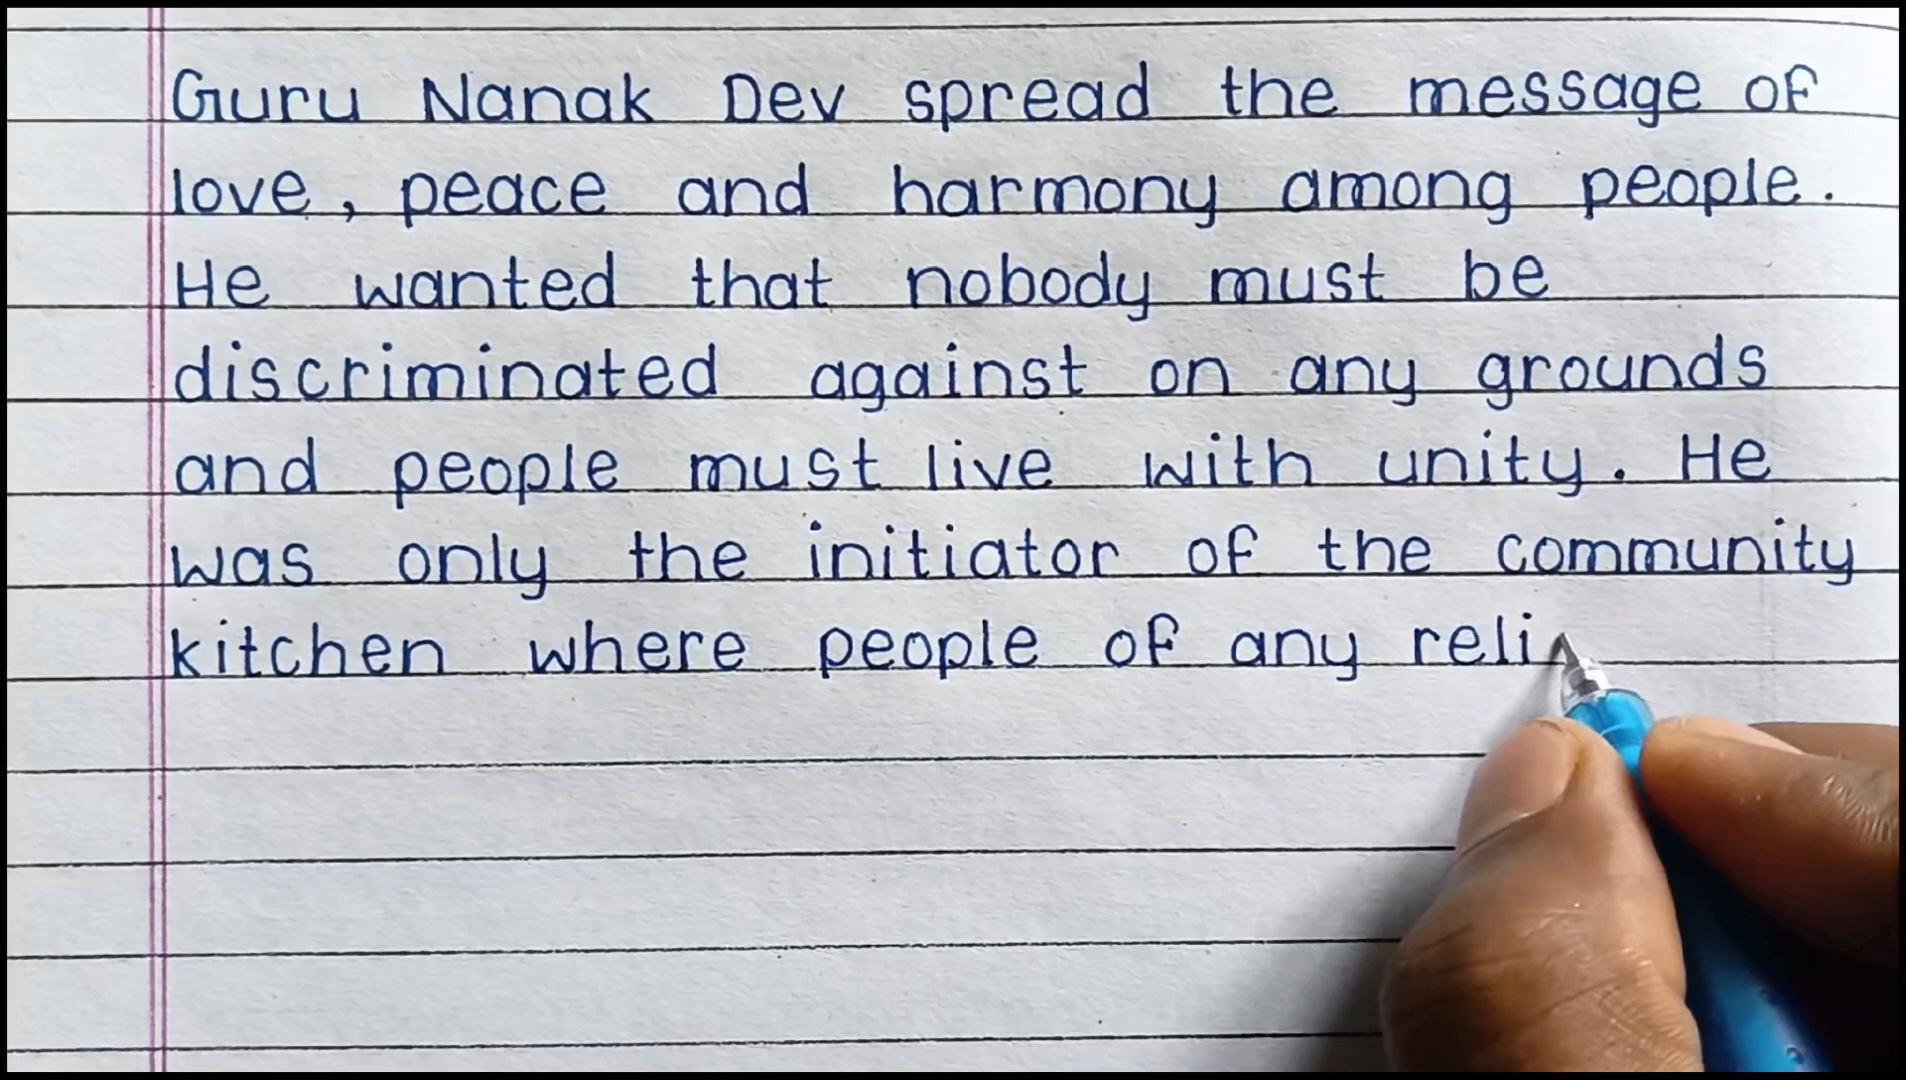 Guru Nanak Dev spread the message of
love, peace and harmony among people.
He wanted that nobody must be
discriminated against on any grounds
and people must live with unity. He
was only the initiator of the community
kitchen where people of any reli